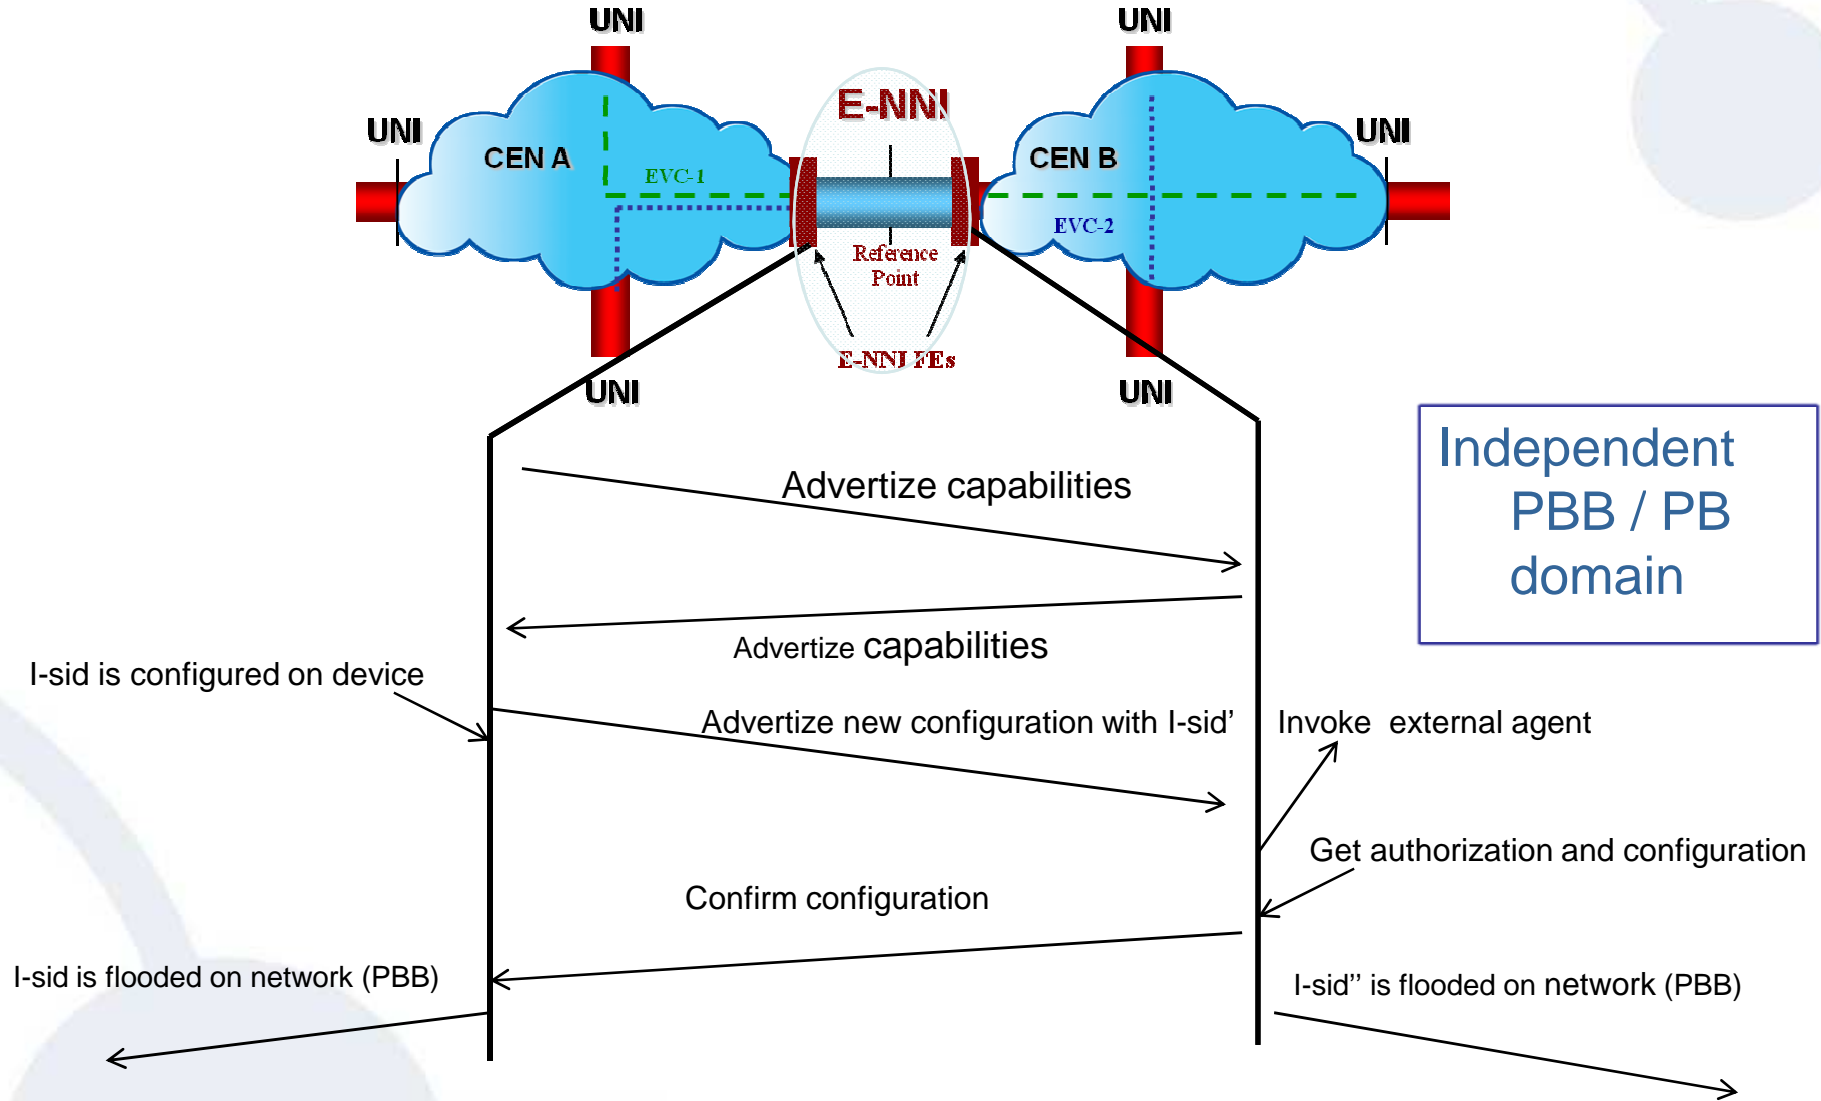 UNI
UNI
E-NNI
UNI
UNI
CEN A
CEN B
EVC-1
EVC-2
Reference
Point
E-NNI FEs
UNI
UNI
Independent
PBB / PB
domain
Advertize capabilities
Advertize capabilities
I-sid is configured on device
Advertize new configuration with I-sid’
Invoke external agent
Get authorization and configuration
Confirm configuration
I-sid is flooded on network (PBB)
I-sid’’ is flooded on network (PBB)